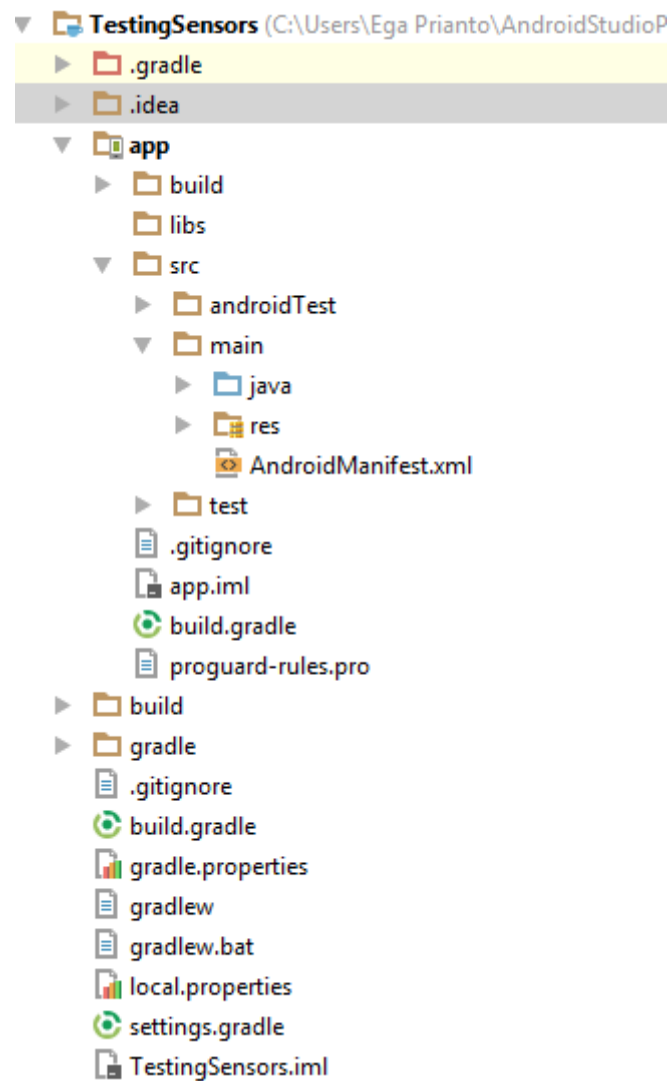 TestingSensors (C:\Users\Ega Prianto\AndroidStudioP
.gradle
.idea
app
build
libs
src
androidTest
main
java
res
AndroidManifest.xml
test
.gitignore
app.iml
build.gradle
proguard-rules.pro
build
gradle
.gitignore
build.gradle
gradle.properties
gradlew
gradlew.bat
local.properties
settings.gradle
TestingSensors.iml